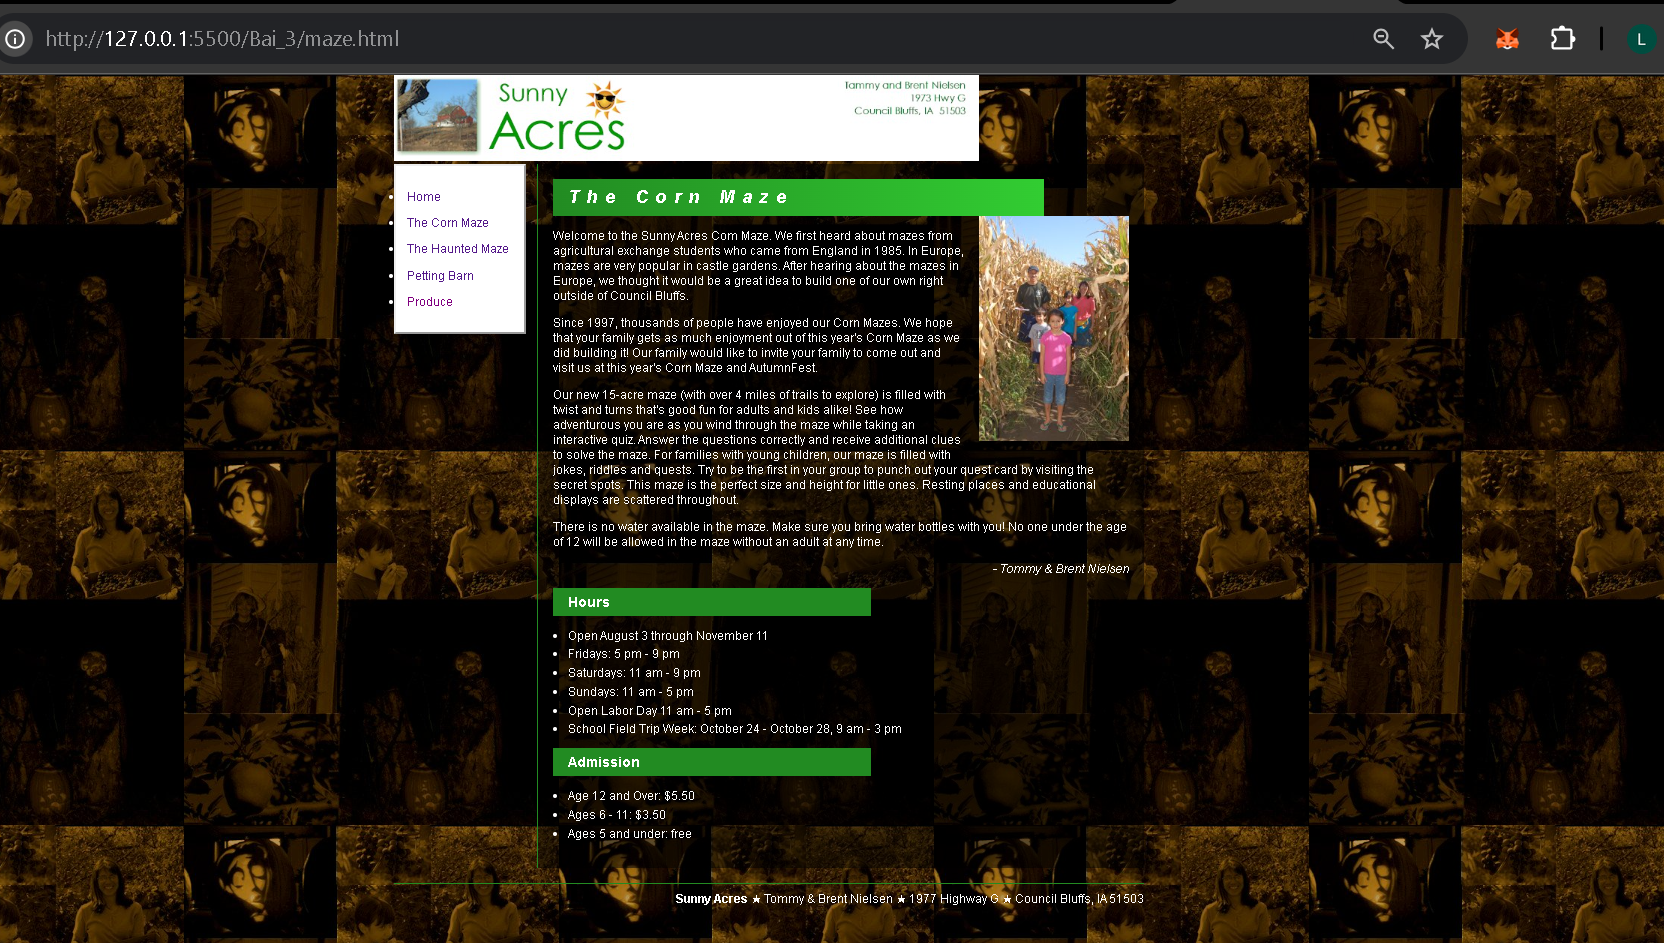 http://127.0.0.1:5500/Bai_3/maze.html
L
Sunny
Acres
Tammy and Brent Nielsen
1973 Hwy G
Council Bluffs, IA 51503
Home
The Corn Maze
The Haunted Maze
Petting Barn
Produce
The Corn Maze
Welcome to the Sunny Acres Corn Maze. We first heard about mazes from
agricultural exchange students who came from England in 1985. In Europe,
mazes are very popular in castle gardens. After hearing about the mazes in
Europe, we thought it would be a great idea to build one of our own right
outside of Council Bluffs.
Since 1997, thousands of people have enjoyed our Corn Mazes. We hope
that your family gets as much enjoyment out of this year's Corn Maze as we
did building it! Our family would like to invite your family to come out and
visit us at this year's Corn Maze and AutumnFest.
Our new 15-acre maze (with over 4 miles of trails to explore) is filled with
twist and turns that's good fun for adults and kids alike! See how
adventurous you are as you wind through the maze while taking an
interactive quiz. Answer the questions correctly and receive additional clues
to solve the maze. For families with young children, our maze is filled with
jokes, riddles and quests. Try to be the first in your group to punch out your quest card by visiting the
secret spots. This maze is the perfect size and height for little ones. Resting places and educational
displays are scattered throughout.
There is no water available in the maze. Make sure you bring water bottles with you! No one under the age
of 12 will be allowed in the maze without an adult at any time.
- Tommy & Brent Nielsen
Hours
• Open August 3 through November 11
• Fridays: 5 pm - 9 pm
• Saturdays: 11 am - 9 pm
• Sundays: 11 am - 5 pm
• Open Labor Day 11 am - 5 pm
• School Field Trip Week: October 24 - October 28, 9 am - 3 pm
Admission
• Age 12 and Over: $5.50
• Ages 6 - 11: $3.50
• Ages 5 and under: free
Sunny Acres ★ Tommy & Brent Nielsen ★ 1977 Highway G ★ Council Bluffs, IA 51503